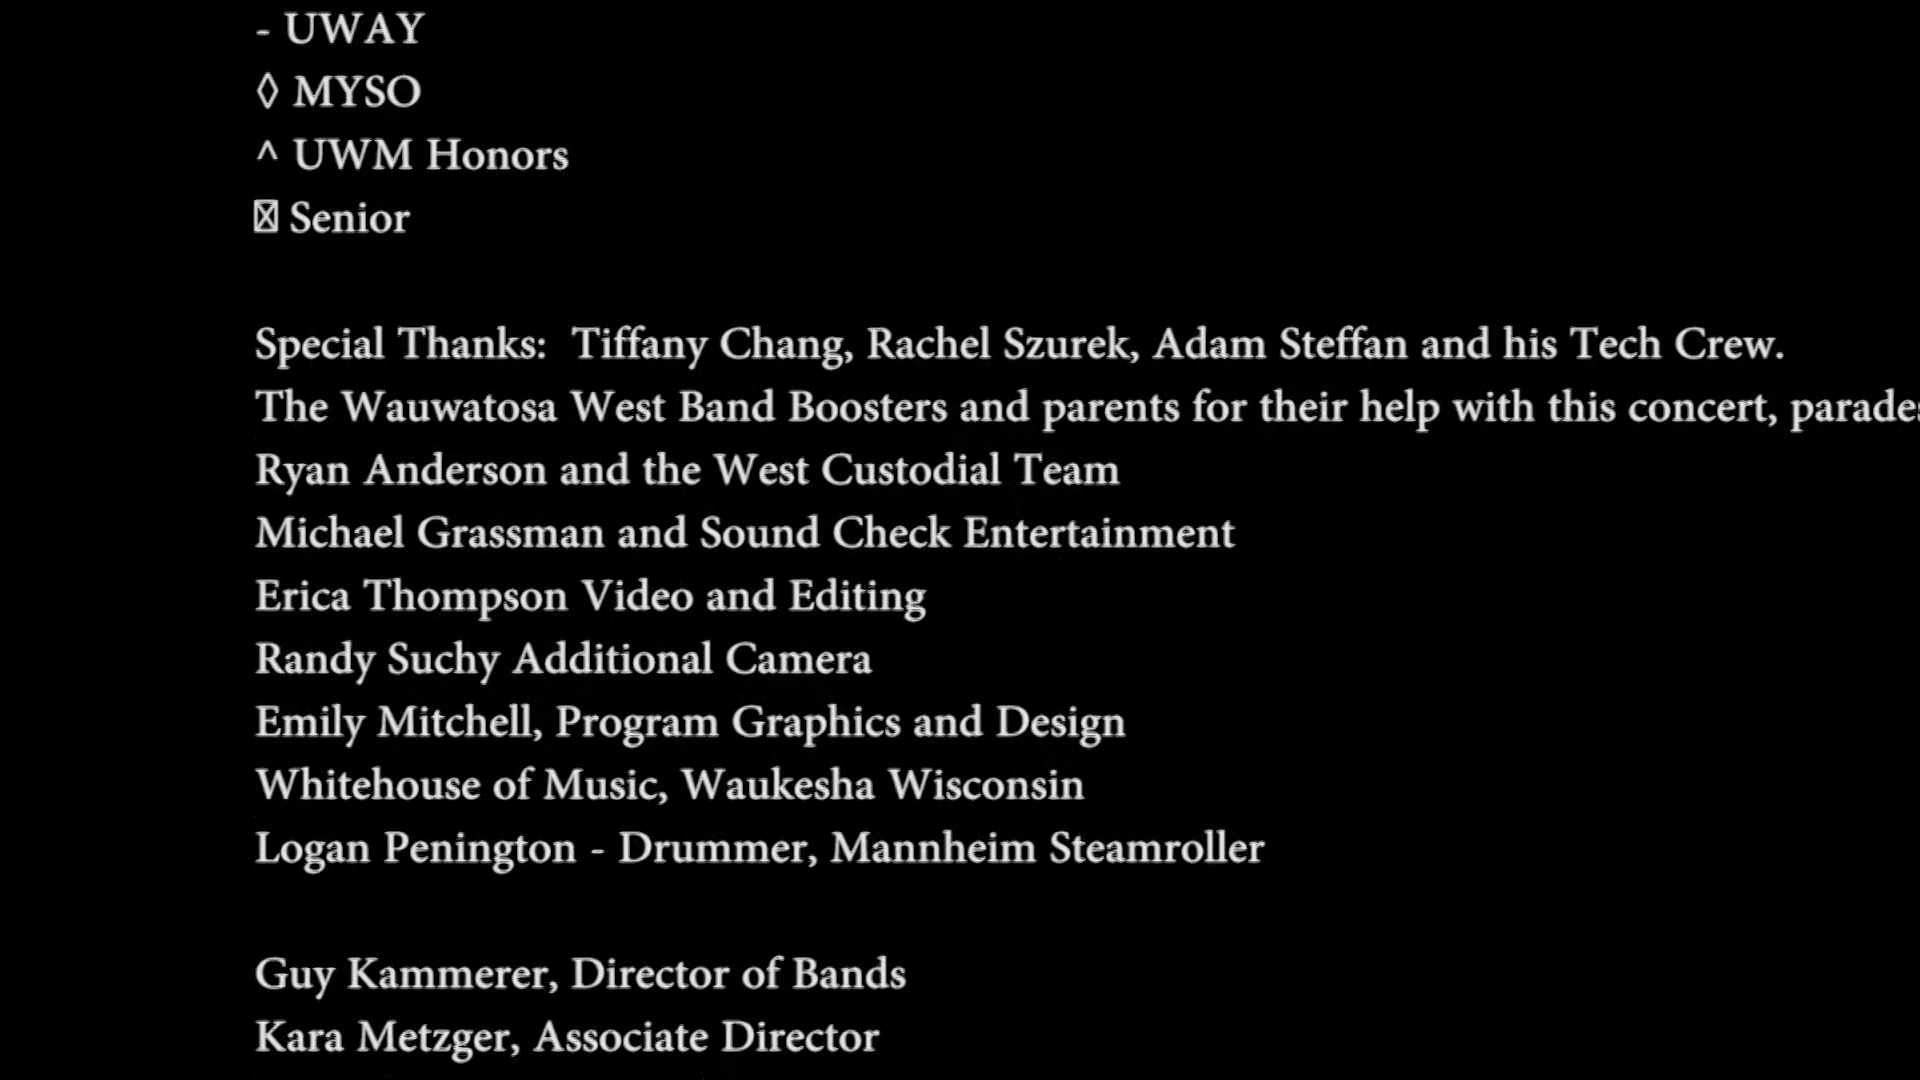 - UWAY
◊ MYSO
^ UWM Honors
☒ Senior
Special Thanks:  Tiffany Chang, Rachel Szurek, Adam Steffan and his Tech Crew.
The Wauwatosa West Band Boosters and parents for their help with this concert, parades
Ryan Anderson and the West Custodial Team
Michael Grassman and Sound Check Entertainment
Erica Thompson Video and Editing
Randy Suchy Additional Camera
Emily Mitchell, Program Graphics and Design
Whitehouse of Music, Waukesha Wisconsin
Logan Penington - Drummer, Mannheim Steamroller
Guy Kammerer, Director of Bands
Kara Metzger, Associate Director